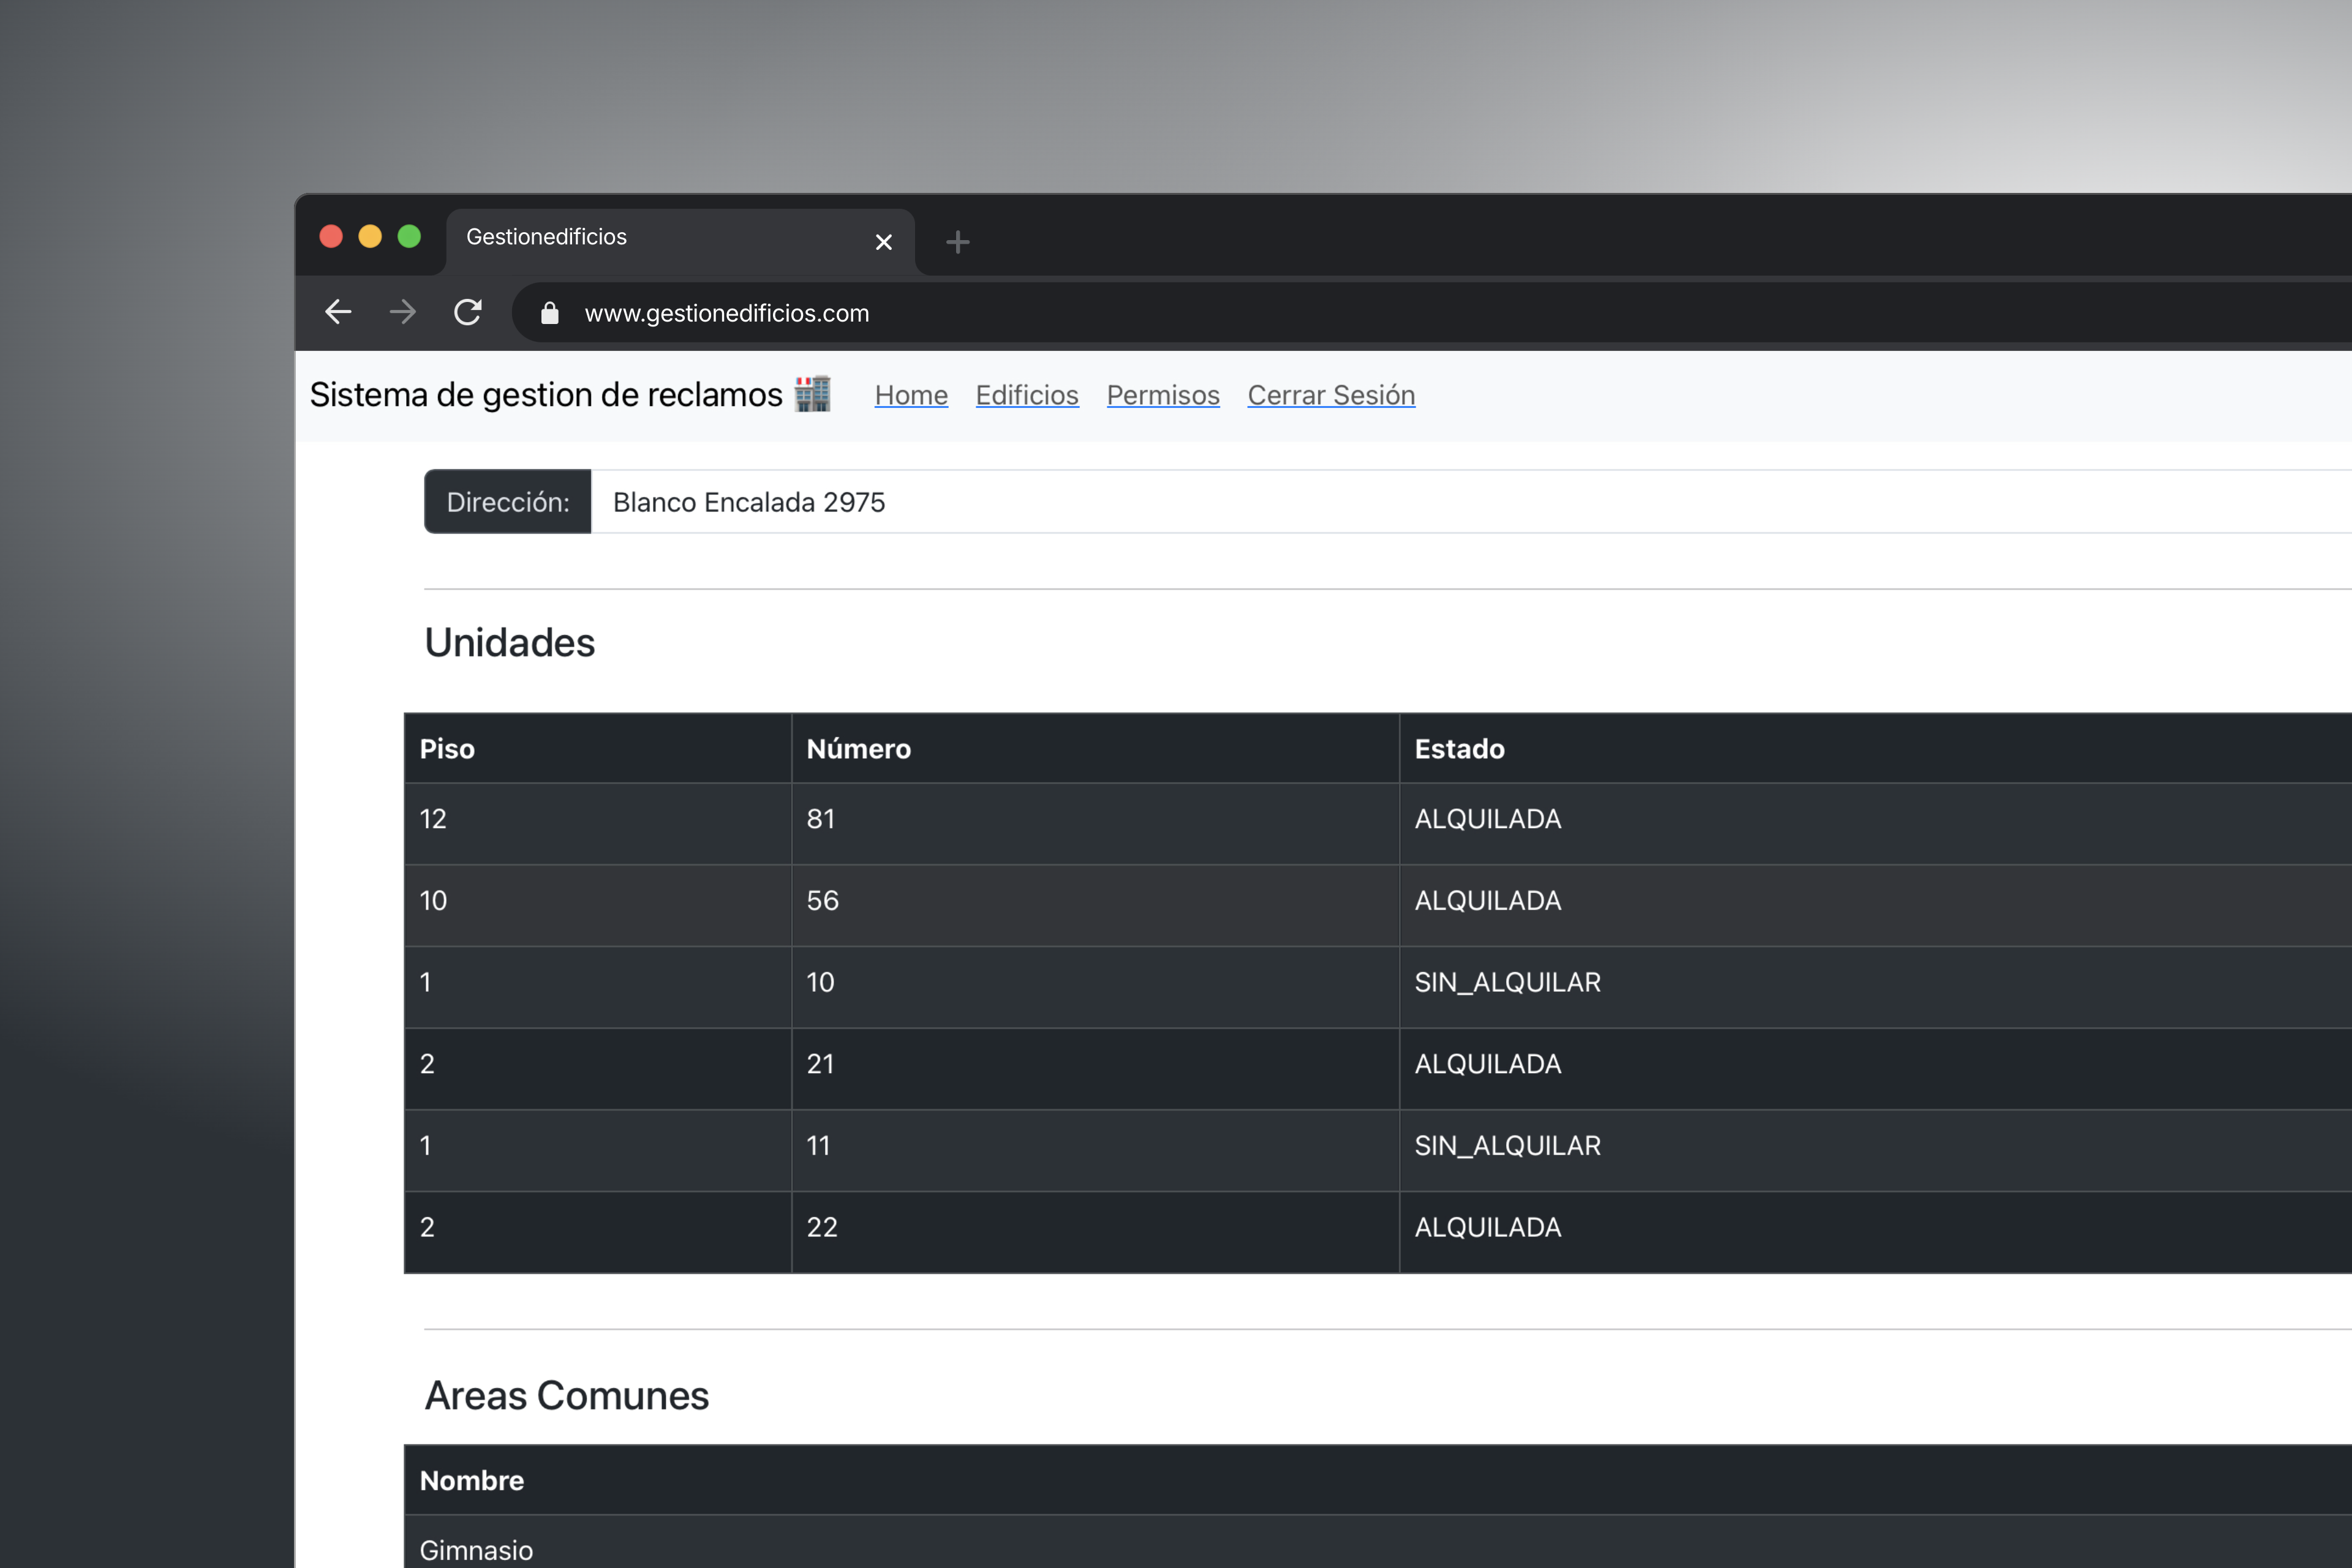 Gestionedificios
www.gestionedificios.com
Sistema de gestion de reclamos Home Edificios Permisos Cerrar Sesión
Dirección: Blanco Encalada 2975
Unidades
Piso Número Estado
12 81 ALQUILADA
10 56 ALQUILADA
1 10 SIN_ALQUILAR
2 21 ALQUILADA
1 11 SIN_ALQUILAR
2 22 ALQUILADA
Areas Comunes
Nombre
Gimnasio